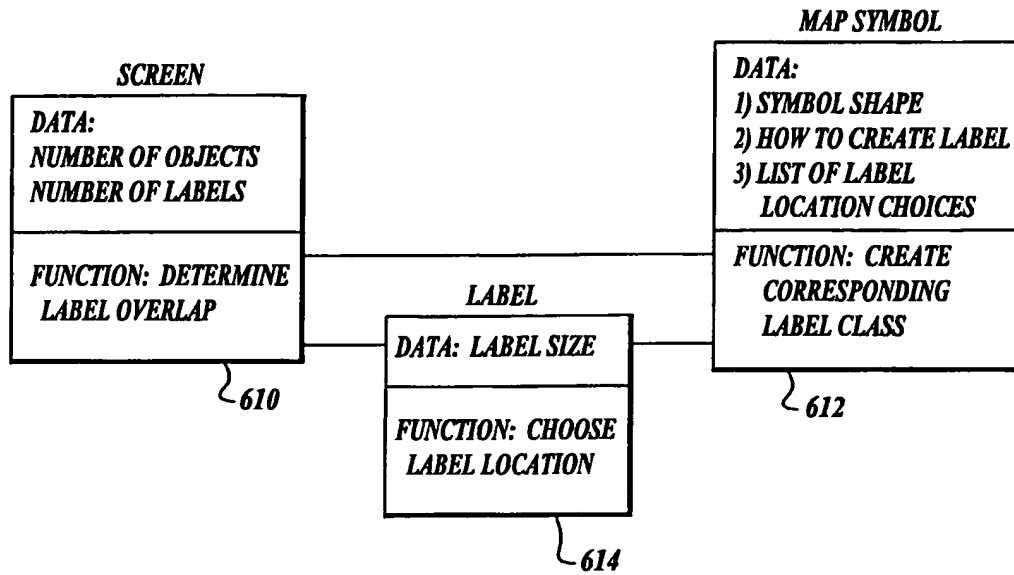 SCREEN
DATA:
NUMBER OF OBJECTS
NUMBER OF LABELS
FUNCTION: DETERMINE
LABEL OVERLAP
610
MAP SYMBOL
DATA:
1) SYMBOL SHAPE
2) HOW TO CREATE LABEL
3) LIST OF LABEL
LOCATION CHOICES
FUNCTION: CREATE
CORRESPONDING
LABEL CLASS
612
LABEL
DATA: LABEL SIZE
FUNCTION: CHOOSE
LABEL LOCATION
614